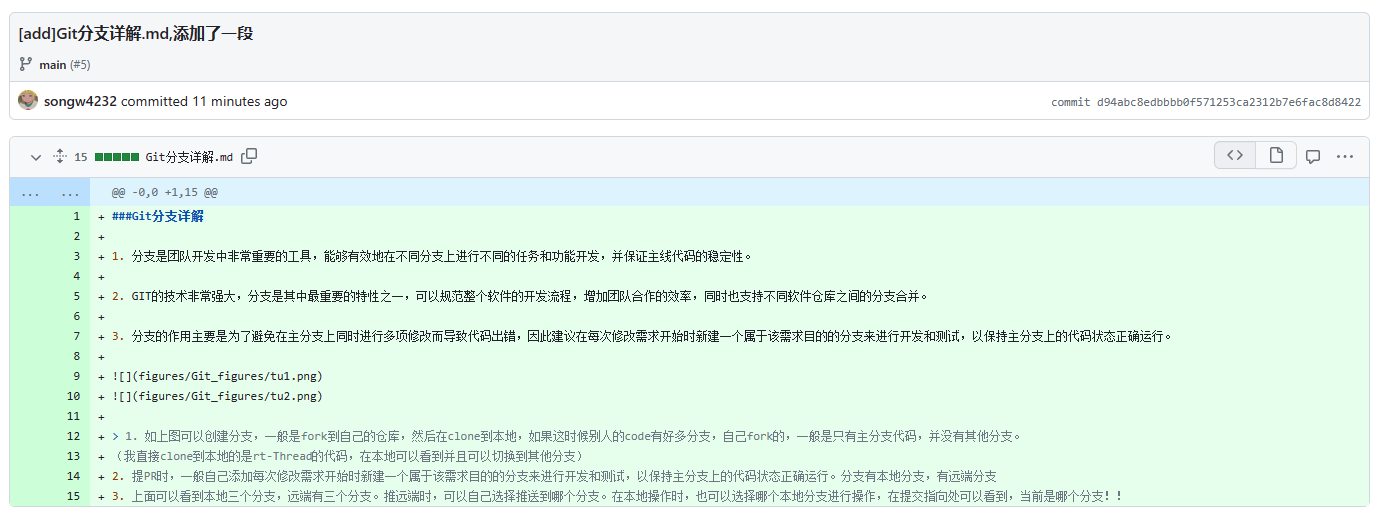 [add]Git分支详解.md,添加了一段
main (#5)
songw4232 committed 11 minutes ago
commit d94abc8edbbbb0f571253ca2312b7e6fac8d8422
15 Git分支详解.md
... ... @@ -0,0 +1,15 @@
1 + ###Git分支详解
2 +
3 + 1. 分支是团队开发中非常重要的工具，能够有效地在不同分支上进行不同的任务和功能开发，并保证主线代码的稳定性。
4 +
5 + 2. GIT的技术非常强大，分支是其中最重要的特性之一，可以规范整个软件的开发流程，增加团队合作的效率，同时也支持不同软件仓库之间的分支合并。
6 +
7 + 3. 分支的作用主要是为了避免在主分支上同时进行多项修改而导致代码出错，因此建议在每次修改需求开始时新建一个属于该需求目的的分支来进行开发和测试，以保持主分支上的代码状态正确运行。
8 +
9 + ![](figures/Git_figures/tu1.png)
10 + ![](figures/Git_figures/tu2.png)
11 +
12 + > 1. 如上图可以创建分支，一般是fork到自己的仓库，然后在clone到本地，如果这时候别人的code有好多分支，自己fork的，一般是只有主分支代码，并没有其他分支。
13 + （我直接clone到本地的是rt-Thread的代码，在本地可以看到并且可以切换到其他分支）
14 + 2. 提PR时，一般自己添加每次修改需求开始时新建一个属于该需求目的的分支来进行开发和测试，以保持主分支上的代码状态正确运行。分支有本地分支，有远端分支
15 + 3. 上面可以看到本地三个分支，远端有三个分支。推远端时，可以自己选择推送到哪个分支。在本地操作时，也可以选择哪个本地分支进行操作，在提交指向处可以看到，当前是哪个分支！！